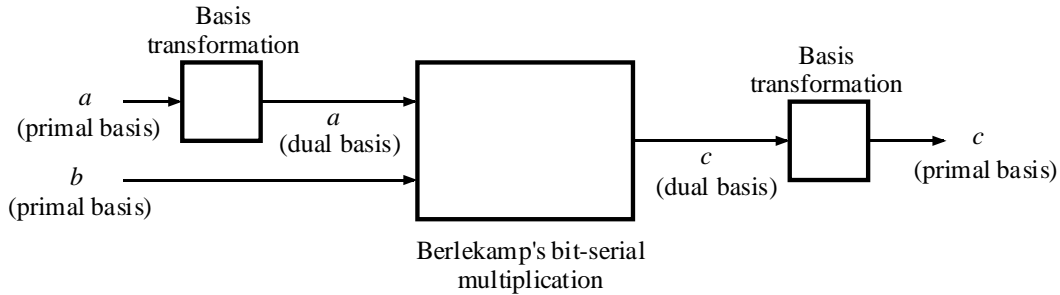 Basis
transformation
a
(primal basis)
a
(dual basis)
b
(primal basis)
Berlekamp's bit-serial
multiplication
c
(dual basis)
Basis
transformation
c
(primal basis)